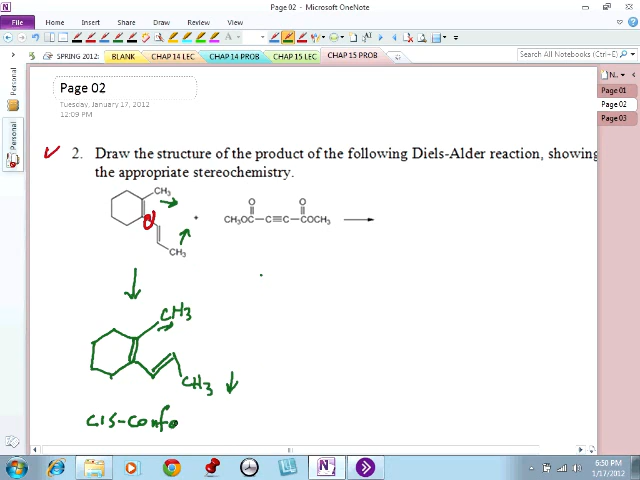 Page 02 - Microsoft OneNote
File Home Insert Share Draw Review View
SPRING 2012: BLANK CHAP 14 LEC CHAP 14 PROB CHAP 15 LEC CHAP 15 PROB Search All Notebooks (Ctrl+E)
Personal
Personal
Page 02
Tuesday, January 17, 2012
12:09 PM
N..
Page 01
Page 02
Page 03
2. Draw the structure of the product of the following Diels-Alder reaction, showing
the appropriate stereochemistry.
CH3
O O
+ CH3OC-C≡C-COCH3
CH3
CH3
CH3
cis-confo
6:50 PM
1/17/2012